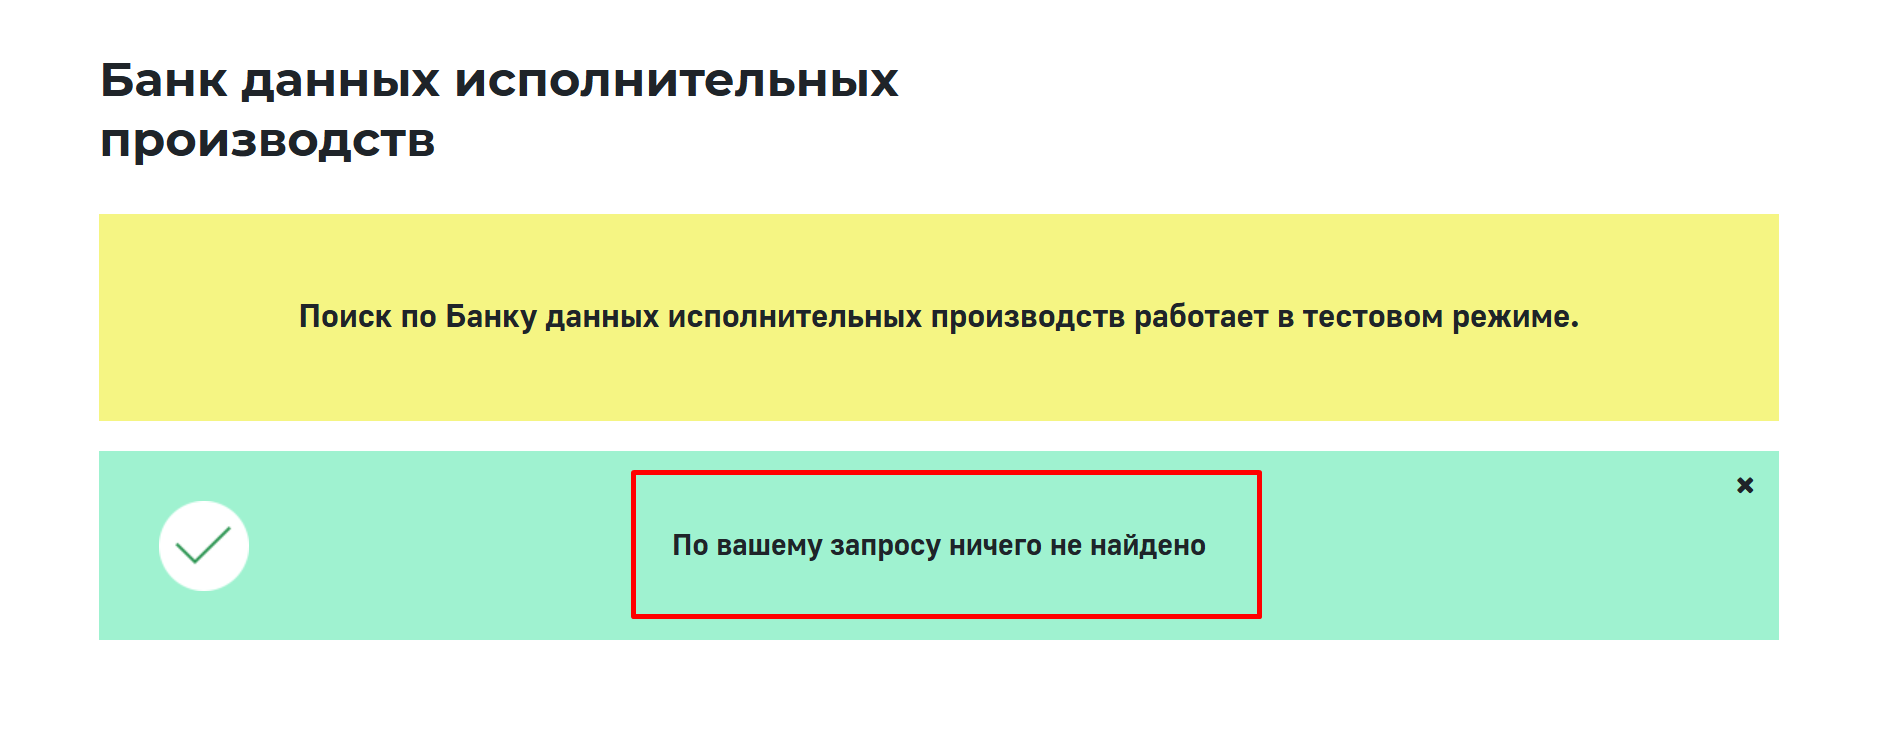 Банк данных исполнительных
производств
Поиск по Банку данных исполнительных производств работает в тестовом режиме.
По вашему запросу ничего не найдено